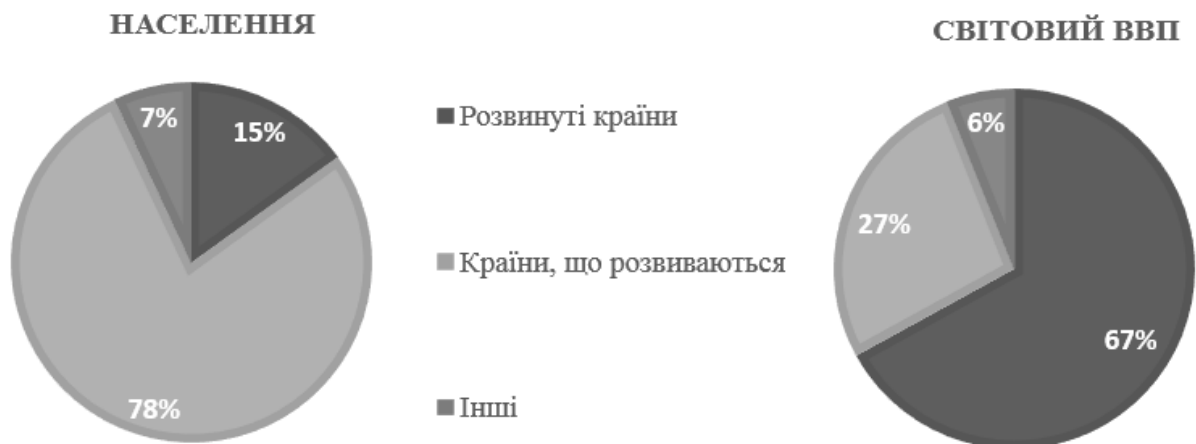 НАСЕЛЕННЯ
7%
15%
78%
Розвинуті країни
Країни, що розвиваються
Інші
СВІТОВИЙ ВВП
6%
27%
67%